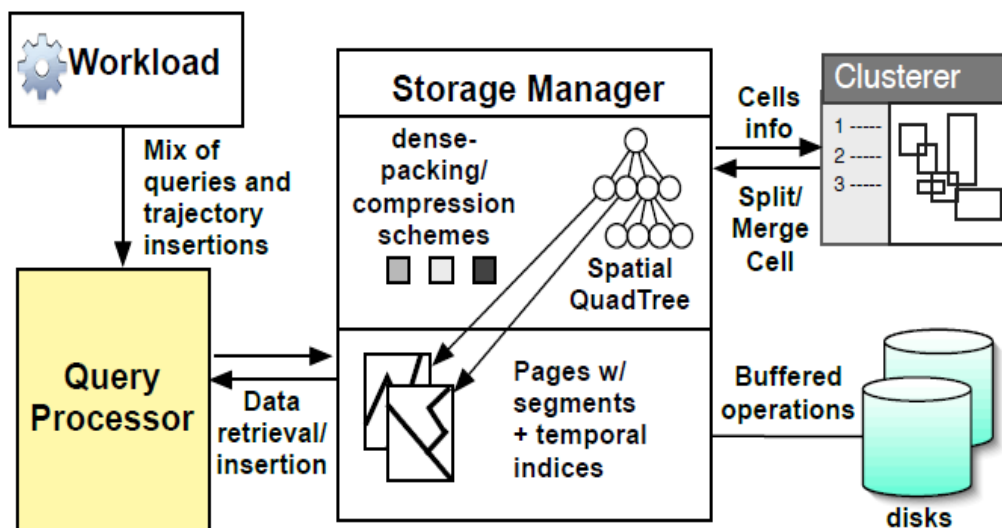 Workload
Mix of
queries and
trajectory
insertions
Query
Processor
Data
retrieval/
insertion
Storage Manager
dense-
packing/
compression
schemes
Spatial
QuadTree
Pages w/
segments
+ temporal
indices
Cells
info
Split/
Merge
Cell
Clusterer
1 -----
2 -----
3 -----
Buffered
operations
disks